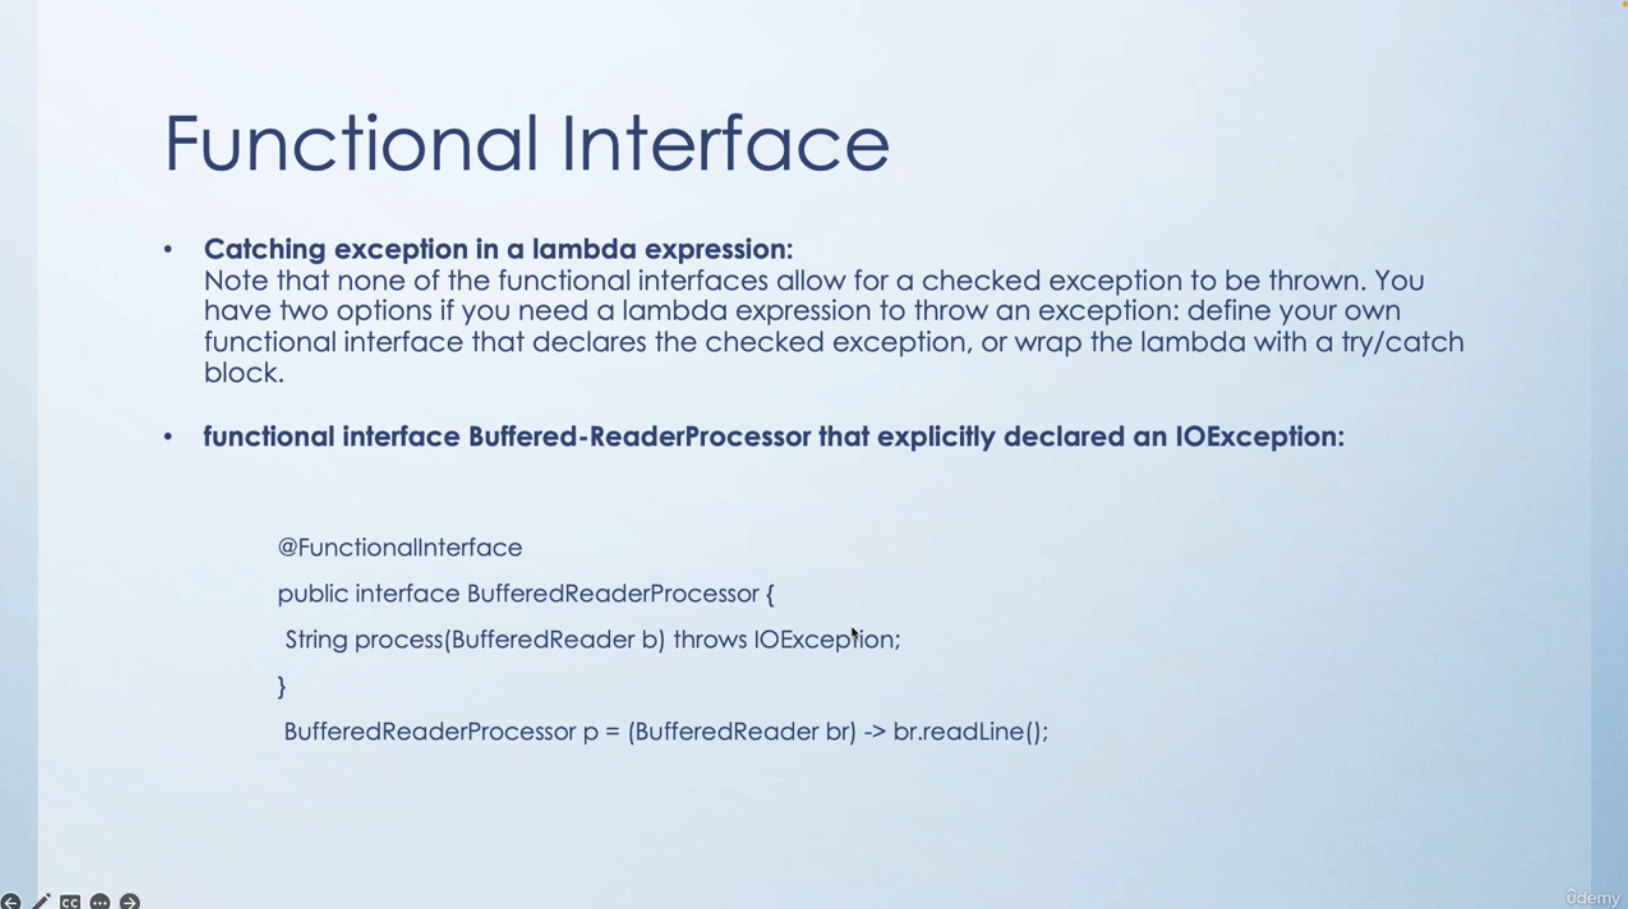 Functional Interface
• Catching exception in a lambda expression:
Note that none of the functional interfaces allow for a checked exception to be thrown. You
have two options if you need a lambda expression to throw an exception: define your own
functional interface that declares the checked exception, or wrap the lambda with a try/catch
block.
• functional interface Buffered-ReaderProcessor that explicitly declared an IOException:
@FunctionalInterface
public interface BufferedReaderProcessor {
String process(BufferedReader b) throws IOException;
}
BufferedReaderProcessor p = (BufferedReader br) -> br.readLine();
CC
ûdemy